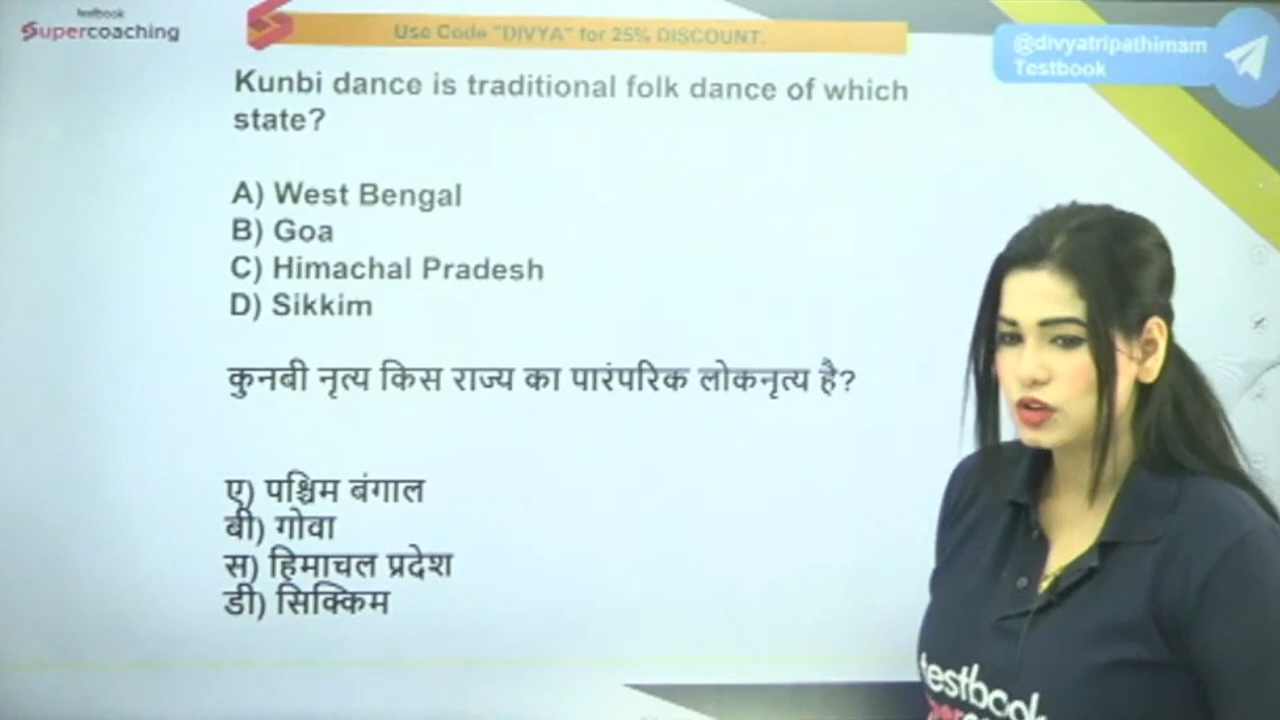 testbook
Supercoaching
Use Code "DIVYA" for 25% DISCOUNT.
@divyatripathimam
Testbook
Kunbi dance is traditional folk dance of which
state?
A) West Bengal
B) Goa
C) Himachal Pradesh
D) Sikkim
कुनबी नृत्य किस राज्य का पारंपरिक लोकनृत्य है?
ए) पश्चिम बंगाल
बी) गोवा
स) हिमाचल प्रदेश
डी) सिक्किम
testbook